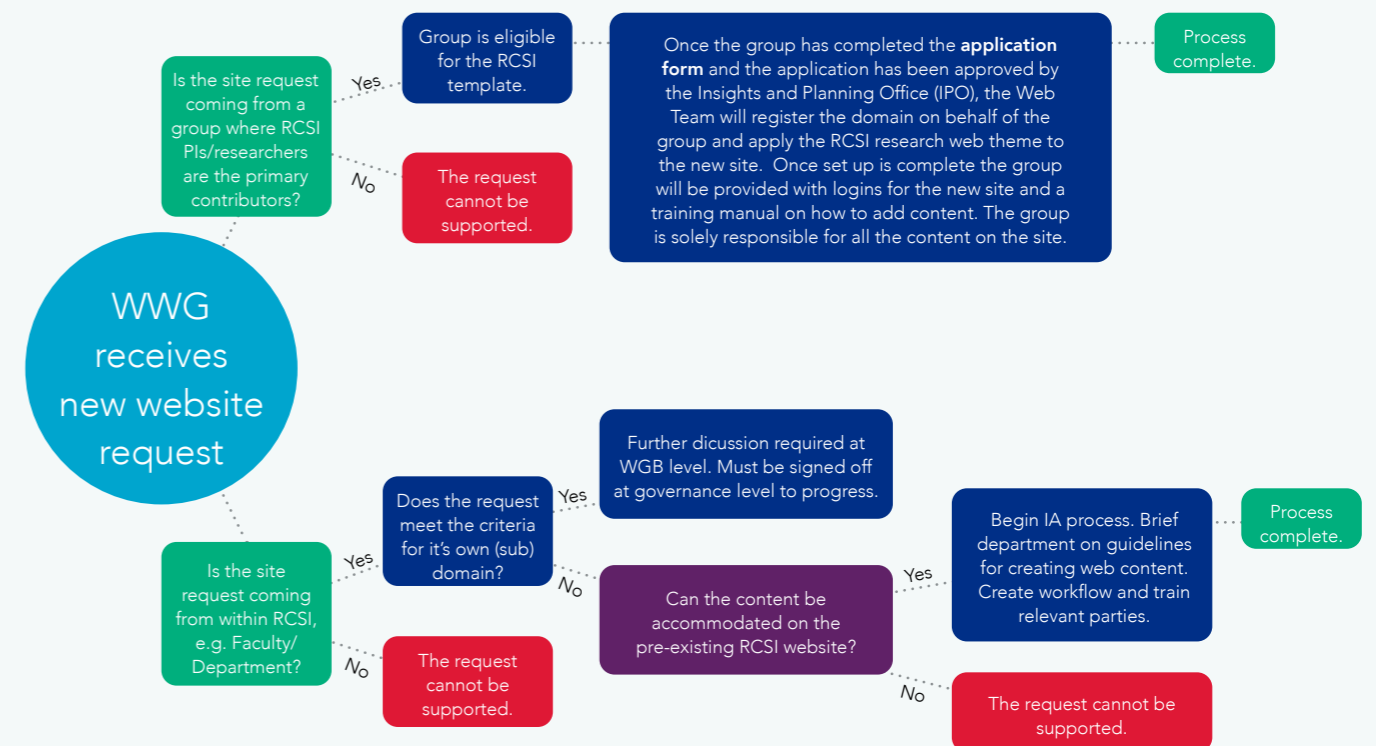 WWG
receives
new website
request
Is the site request
coming from a
group where RCSI
PIs/researchers
are the primary
contributors?
Yes
Group is eligible
for the RCSI
template.
Once the group has completed the application
form and the application has been approved by
the Insights and Planning Office (IPO), the Web
Team will register the domain on behalf of the
group and apply the RCSI research web theme to
the new site. Once set up is complete the group
will be provided with logins for the new site and a
training manual on how to add content. The group
is solely responsible for all the content on the site.
Process
complete.
No
The request
cannot be
supported.
Is the site
request coming
from within RCSI,
e.g. Faculty/
Department?
Yes
Does the request
meet the criteria
for it's own (sub)
domain?
Yes
Further dicussion required at
WGB level. Must be signed off
at governance level to progress.
No
Can the content be
accommodated on the
pre-existing RCSI website?
Yes
Begin IA process. Brief
department on guidelines
for creating web content.
Create workflow and train
relevant parties.
Process
complete.
No
The request cannot be
supported.
No
The request
cannot be
supported.